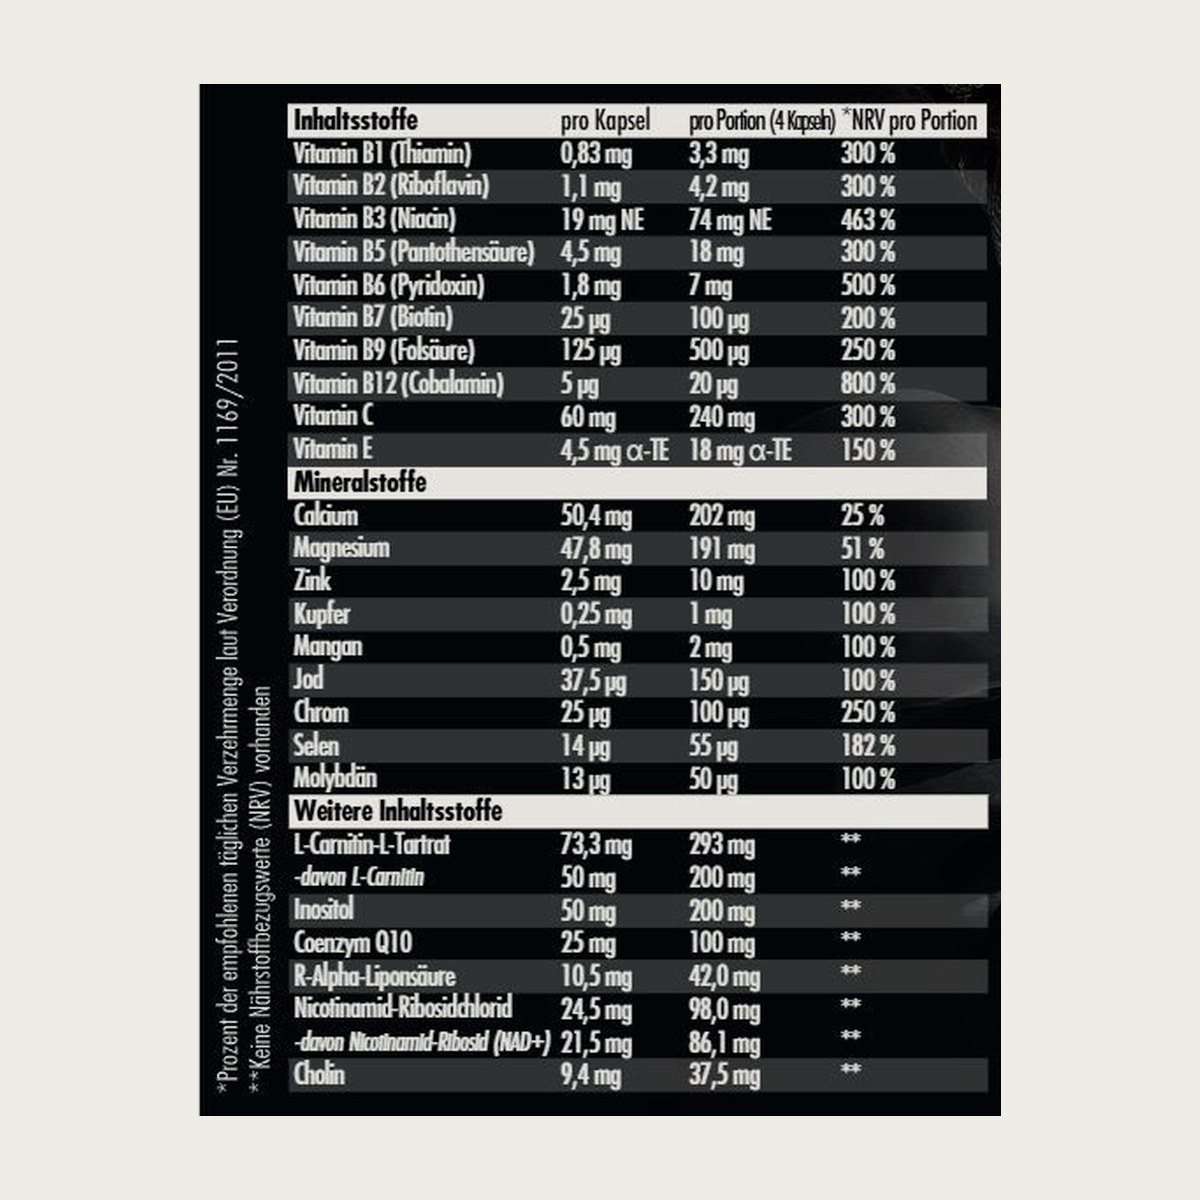 Inhaltsstoffe pro Kapsel pro Portion (4 Kapseln) *NRV pro Portion
Vitamin B1 (Thiamin) 0,83 mg 3,3 mg 300 %
Vitamin B2 (Riboflavin) 1,1 mg 4,2 mg 300 %
Vitamin B3 (Niacin) 19 mg NE 74 mg NE 463 %
Vitamin B5 (Pantothensäure) 4,5 mg 18 mg 300 %
Vitamin B6 (Pyridoxin) 1,8 mg 7 mg 500 %
Vitamin B7 (Biotin) 25 µg 100 µg 200 %
Vitamin B9 (Folsäure) 125 µg 500 µg 250 %
Vitamin B12 (Cobalamin) 5 µg 20 µg 800 %
Vitamin C 60 mg 240 mg 300 %
Vitamin E 4,5 mg α-TE 18 mg α-TE 150 %
Mineralstoffe
Calcium 50,4 mg 202 mg 25 %
Magnesium 47,8 mg 191 mg 51 %
Zink 2,5 mg 10 mg 100 %
Kupfer 0,25 mg 1 mg 100 %
Mangan 0,5 mg 2 mg 100 %
Jod 37,5 µg 150 µg 100 %
Chrom 25 µg 100 µg 250 %
Selen 14 µg 55 µg 182 %
Molybdän 13 µg 50 µg 100 %
Weitere Inhaltsstoffe
L-Carnitin-L-Tartrat 73,3 mg 293 mg **
-davon L-Carnitin 50 mg 200 mg **
Inositol 50 mg 200 mg **
Coenzym Q10 25 mg 100 mg **
R-Alpha-Liponsäure 10,5 mg 42,0 mg **
Nicotinamid-Ribosidchlorid 24,5 mg 98,0 mg **
-davon Nicotinamid-Ribosid (NAD+) 21,5 mg 86,1 mg **
Cholin 9,4 mg 37,5 mg **
*Prozent der empfohlenen täglichen Verzehrmenge laut Verordnung (EU) Nr. 1169/2011
**Keine Nährstoffbezugswerte (NRV) vorhanden